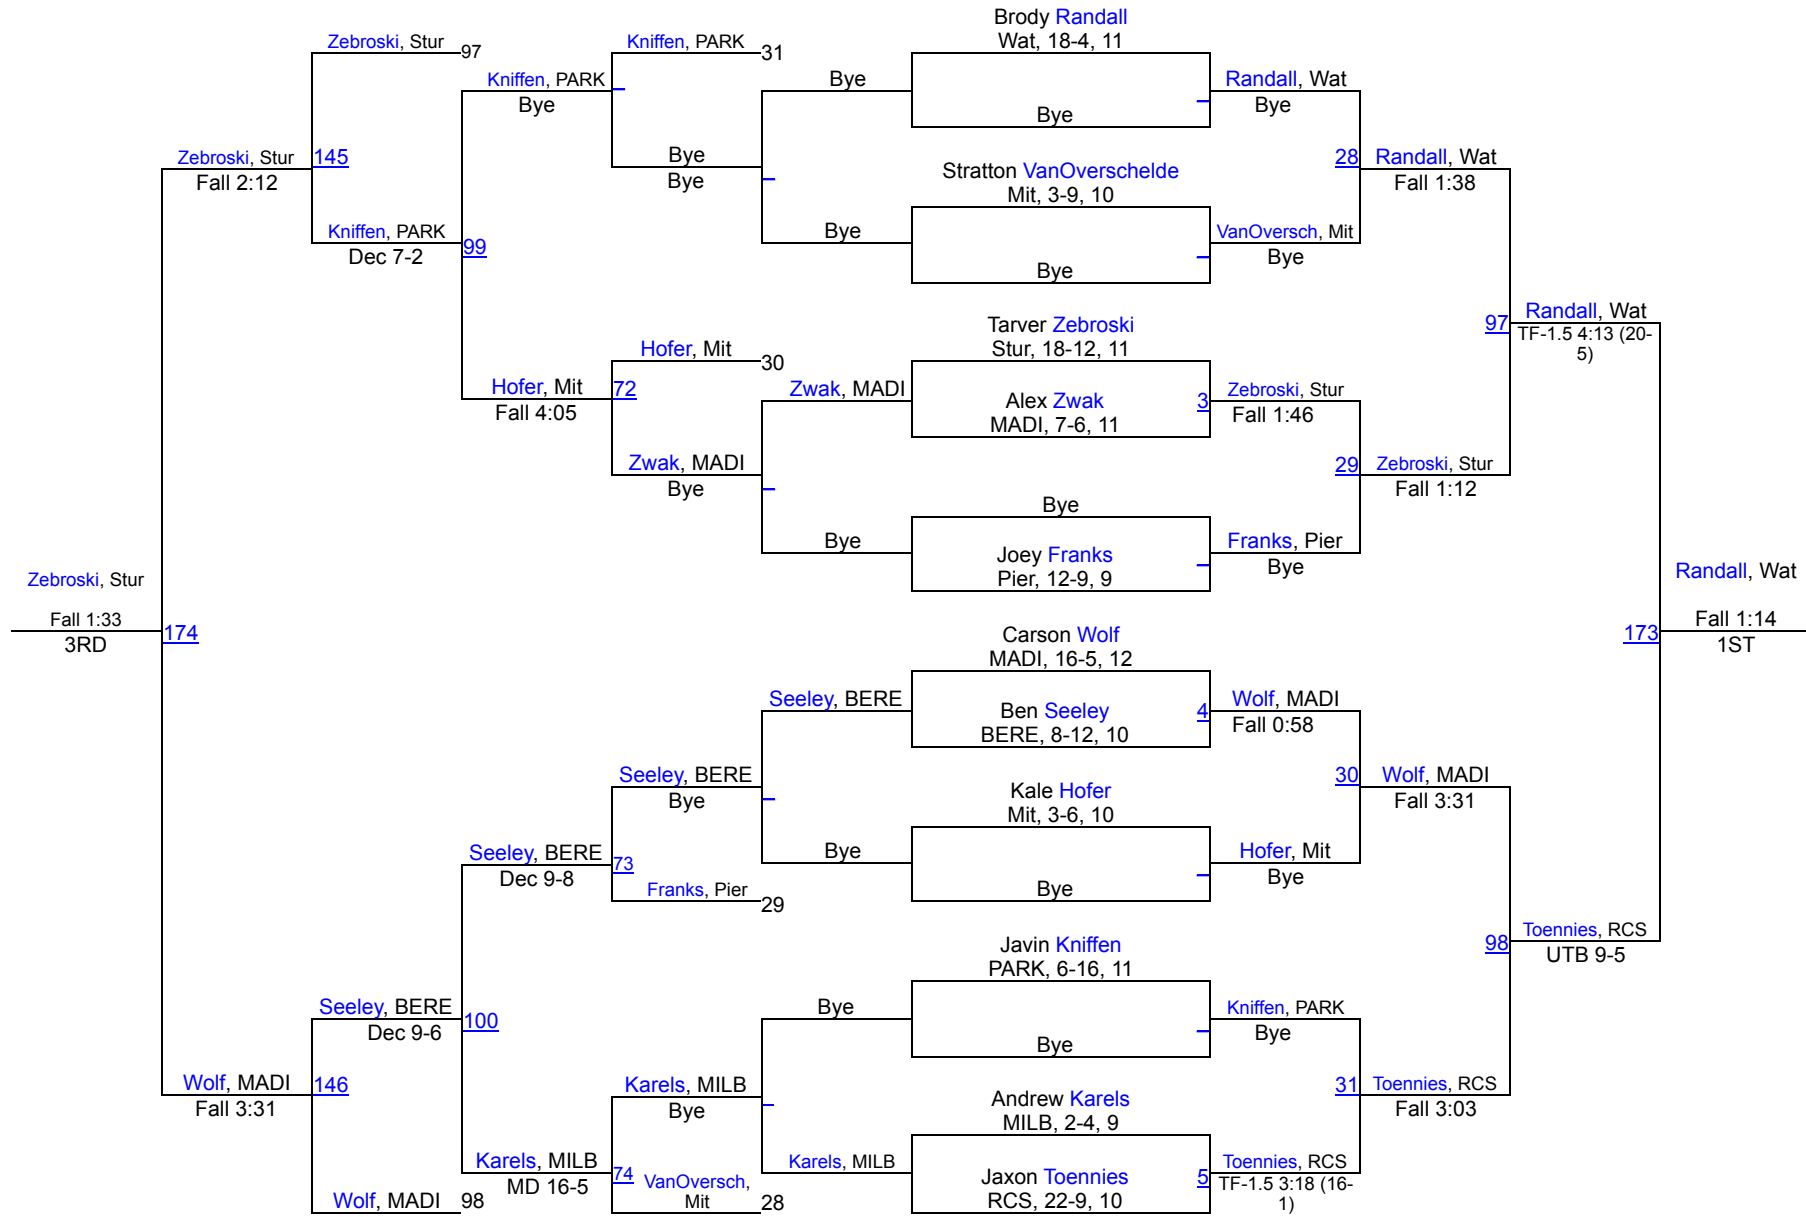 Brody Randall
Wat, 18-4, 11
Zebroski, Stur
97
Kniffen, PARK
31
Kniffen, PARK
Bye
Bye
Randall, Wat
Bye
Bye
Zebroski, Stur
Fall 2:12
145
Bye
Bye
Stratton VanOverschelde
Mit, 3-9, 10
28
Randall, Wat
Fall 1:38
Kniffen, PARK
Dec 7-2
99
Bye
VanOversch, Mit
Bye
Bye
Tarver Zebroski
Stur, 18-12, 11
97
Randall, Wat
TF-1.5 4:13 (20-
5)
Hofer, Mit
30
Hofer, Mit
Fall 4:05
72
Zwak, MADI
Alex Zwak
MADI, 7-6, 11
3
Zebroski, Stur
Fall 1:46
Zwak, MADI
Bye
29
Zebroski, Stur
Fall 1:12
Bye
Bye
Joey Franks
Pier, 12-9, 9
Franks, Pier
Bye
Zebroski, Stur
Fall 1:33
3RD
174
Randall, Wat
Fall 1:14
1ST
173
Carson Wolf
MADI, 16-5, 12
Seeley, BERE
Ben Seeley
BERE, 8-12, 10
4
Wolf, MADI
Fall 0:58
Seeley, BERE
Bye
Kale Hofer
Mit, 3-6, 10
30
Wolf, MADI
Fall 3:31
Seeley, BERE
Dec 9-8
73
Bye
Hofer, Mit
Bye
Bye
Franks, Pier
29
Javin Kniffen
PARK, 6-16, 11
98
Toennies, RCS
UTB 9-5
Seeley, BERE
Dec 9-6
100
Bye
Kniffen, PARK
Bye
Bye
Wolf, MADI
Fall 3:31
146
Karels, MILB
Bye
Andrew Karels
MILB, 2-4, 9
31
Toennies, RCS
Fall 3:03
Karels, MILB
MD 16-5
74
VanOversch,
Mit
28
Karels, MILB
Jaxon Toennies
RCS, 22-9, 10
5
Toennies, RCS
TF-1.5 3:18 (16-
1)
Wolf, MADI
98